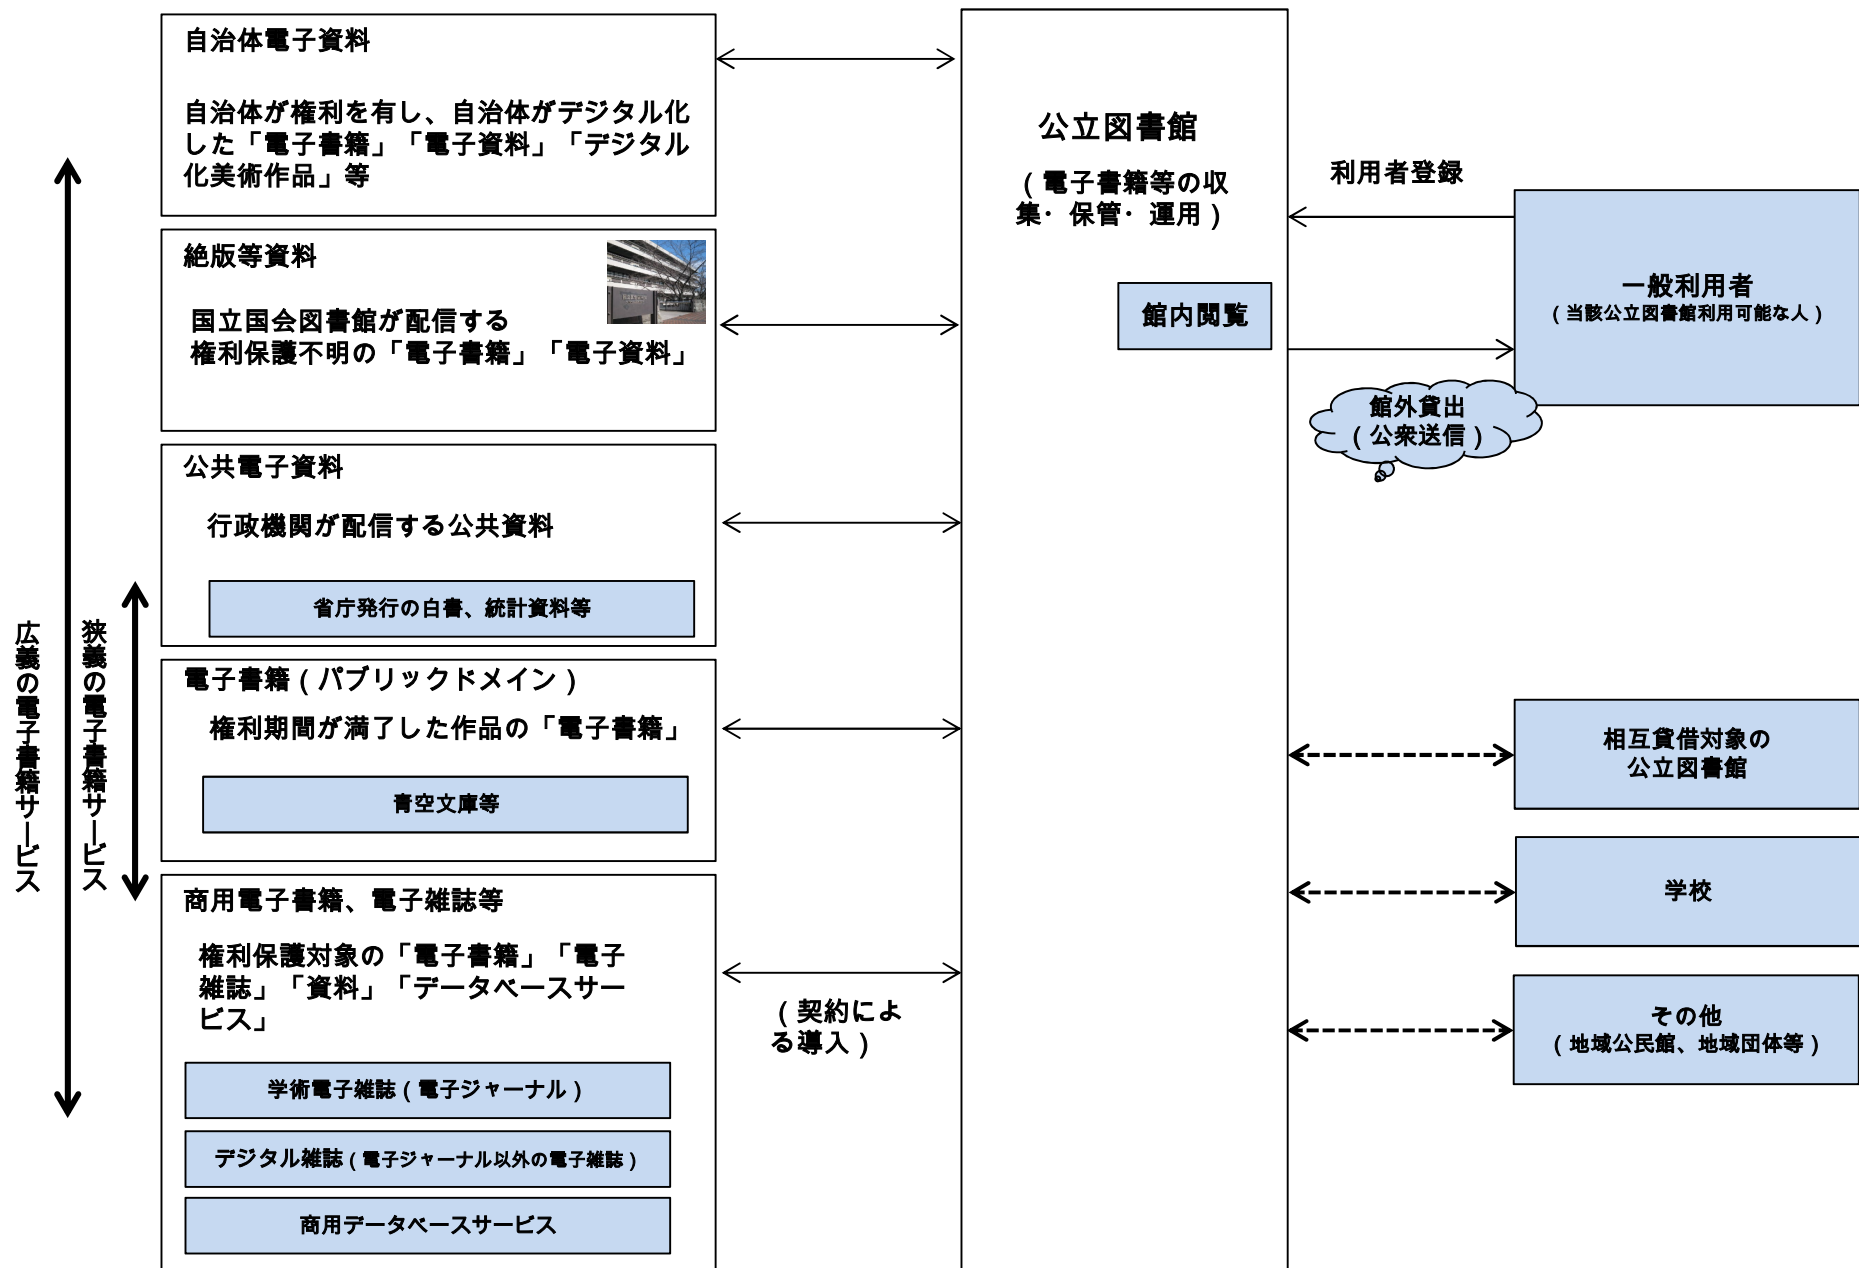 自治体電子資料
自治体が権利を有し、自治体がデジタル化
した「電子書籍」「電子資料」「デジタル
化美術作品」等
絶版等資料
国立国会図書館が配信する
権利保護不明の「電子書籍」「電子資料」
公共電子資料
行政機関が配信する公共資料
省庁発行の白書、統計資料等
電子書籍(パブリックドメイン)
権利期間が満了した作品の「電子書籍」
青空文庫等
商用電子書籍、電子雑誌等
権利保護対象の「電子書籍」「電子
雑誌」「資料」「データベースサー
ビス」
学術電子雑誌(電子ジャーナル)
デジタル雑誌(電子ジャーナル以外の電子雑誌)
商用データベースサービス
広義の電子書籍サービス
狭義の電子書籍サービス
(契約によ
る導入)
公立図書館
(電子書籍等の収
集・保管・運用)
館内閲覧
利用者登録
一般利用者
(当該公立図書館利用可能な人)
館外貸出
(公衆送信)
相互貸借対象の
公立図書館
学校
その他
(地域公民館、地域団体等)